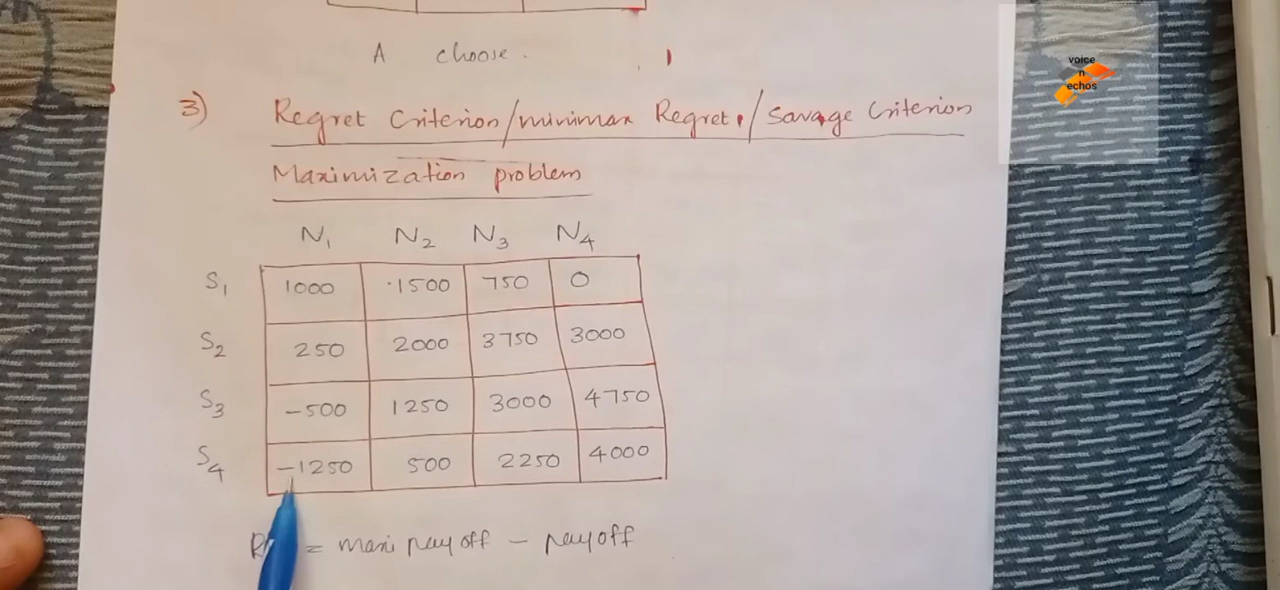 A choose.
voice
n
echos
3) Regret Criterion/minimax Regret/Savage Criterion
Maximization problem
N1 N2 N3 N4
S1 1000 1500 750 0
S2 250 2000 3750 3000
S3 -500 1250 3000 4750
S4 -1250 500 2250 4000
= maxi pay off - payoff